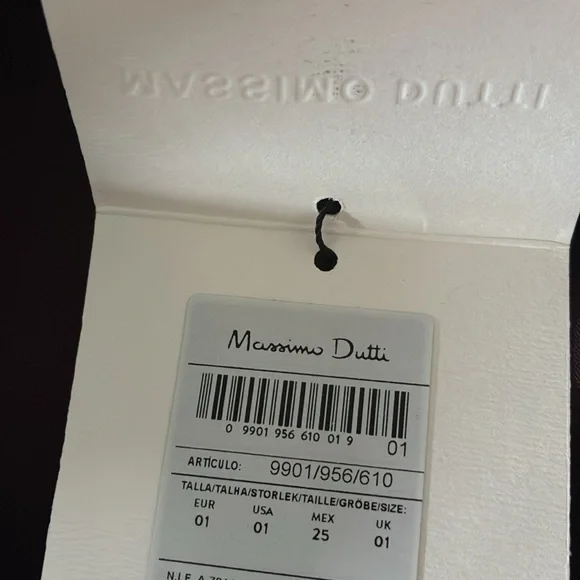 MASSIMO DUTTI
Massimo Dutti
0 9901 956 610 01 9
01
ARTÍCULO: 9901/956/610
TALLA/TALHA/STORLEK/TAILLE/GRÖBE/SIZE:
EUR USA MEX UK
01 01 25 01
N.I.F.